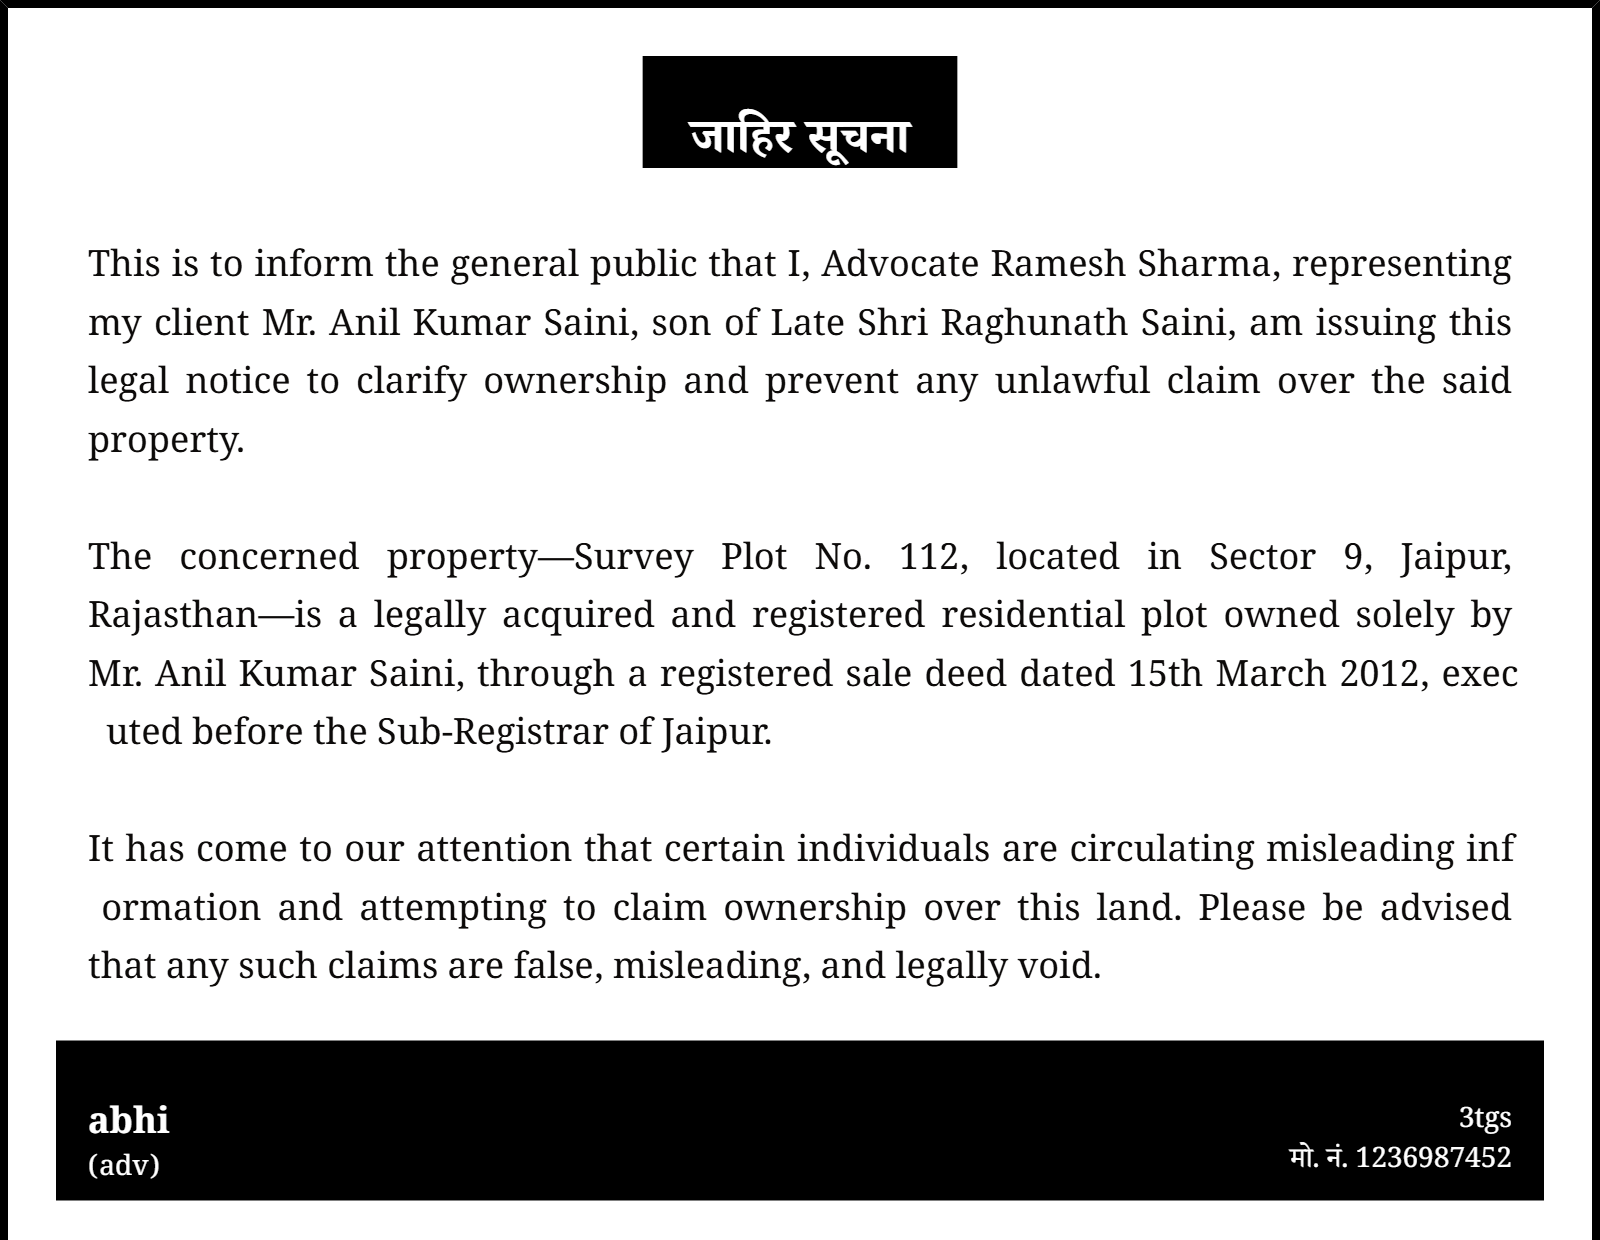 जाहिर सूचना
This is to inform the general public that I, Advocate Ramesh Sharma, representing
my client Mr. Anil Kumar Saini, son of Late Shri Raghunath Saini, am issuing this
legal notice to clarify ownership and prevent any unlawful claim over the said
property.
The concerned property—Survey Plot No. 112, located in Sector 9, Jaipur,
Rajasthan—is a legally acquired and registered residential plot owned solely by
Mr. Anil Kumar Saini, through a registered sale deed dated 15th March 2012, exec
uted before the Sub-Registrar of Jaipur.
It has come to our attention that certain individuals are circulating misleading inf
ormation and attempting to claim ownership over this land. Please be advised
that any such claims are false, misleading, and legally void.
abhi
(adv)
3tgs
मो. नं. 1236987452